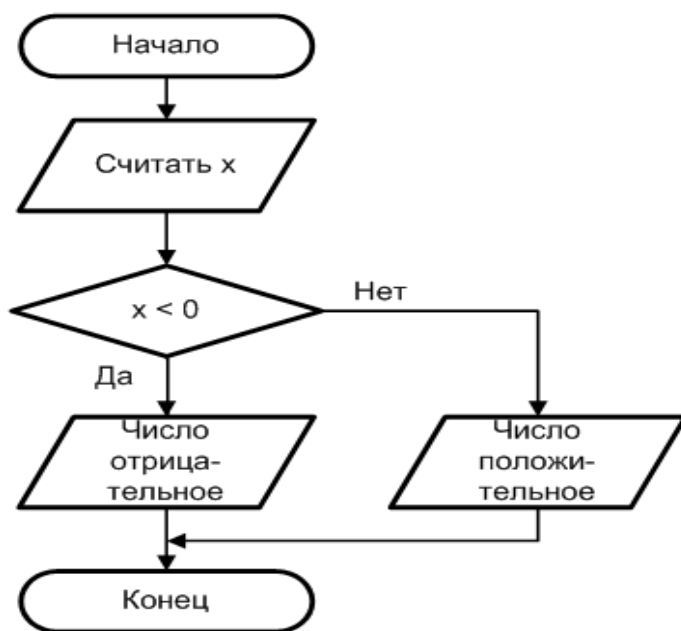 Начало
Считать x
x < 0
Нет
Да
Число
отрица-
тельное
Число
положи-
тельное
Конец